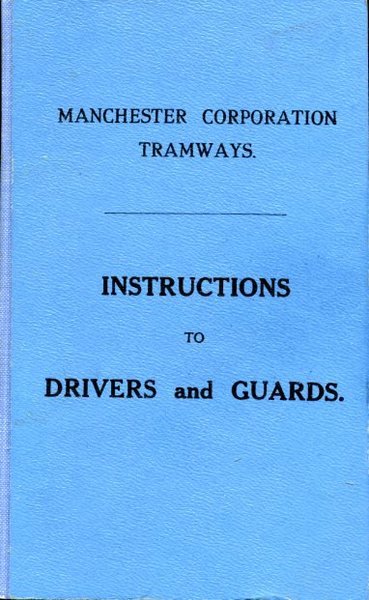 MANCHESTER CORPORATION
TRAMWAYS.
INSTRUCTIONS
TO
DRIVERS and GUARDS.